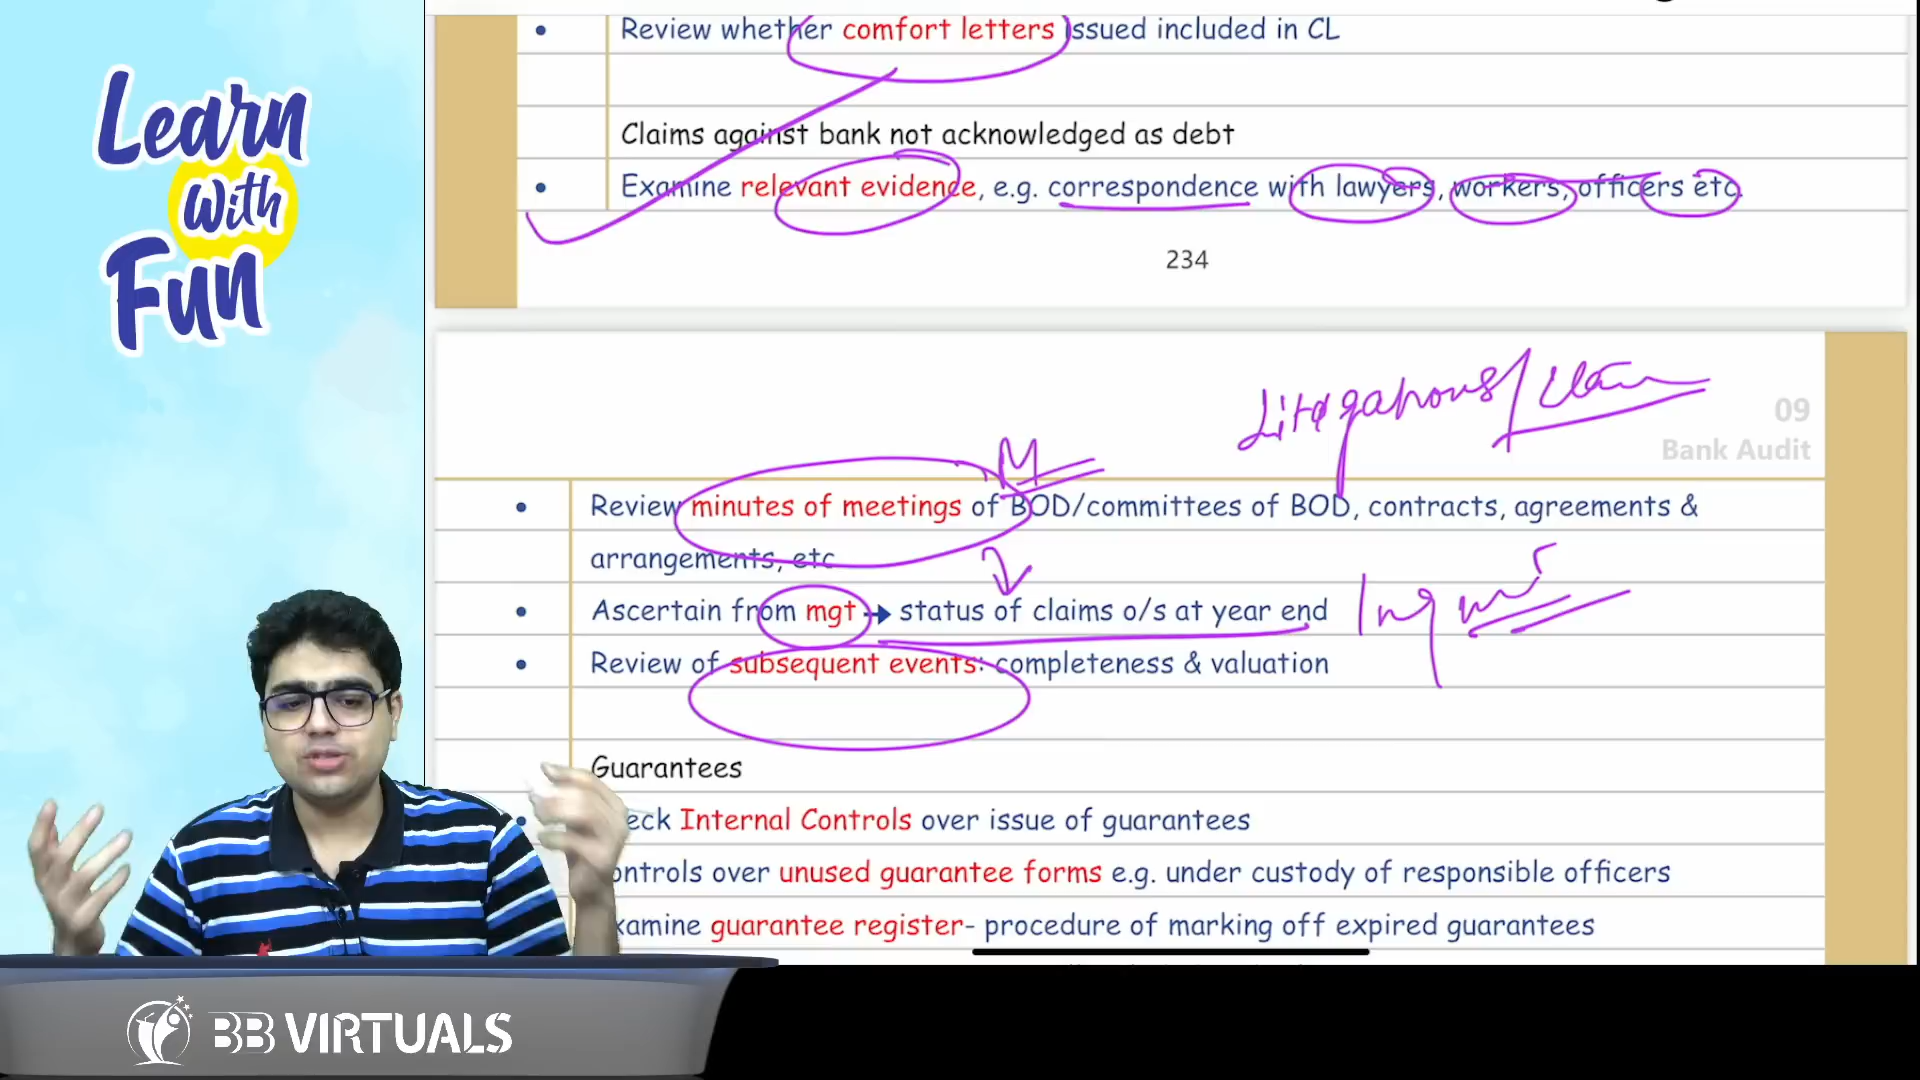 Learn
With
Fun
• Review whether comfort letters issued included in CL
Claims against bank not acknowledged as debt
• Examine relevant evidence, e.g. correspondence with lawyers, workers, officers etc.
234
Litigations/Claim
09
Bank Audit
M
• Review minutes of meetings of BOD/committees of BOD, contracts, agreements &
arrangements, etc
• Ascertain from mgt → status of claims o/s at year end
• Review of subsequent events: completeness & valuation
Guarantees
eck Internal Controls over issue of guarantees
ontrols over unused guarantee forms e.g. under custody of responsible officers
xamine guarantee register- procedure of marking off expired guarantees
BB VIRTUALS